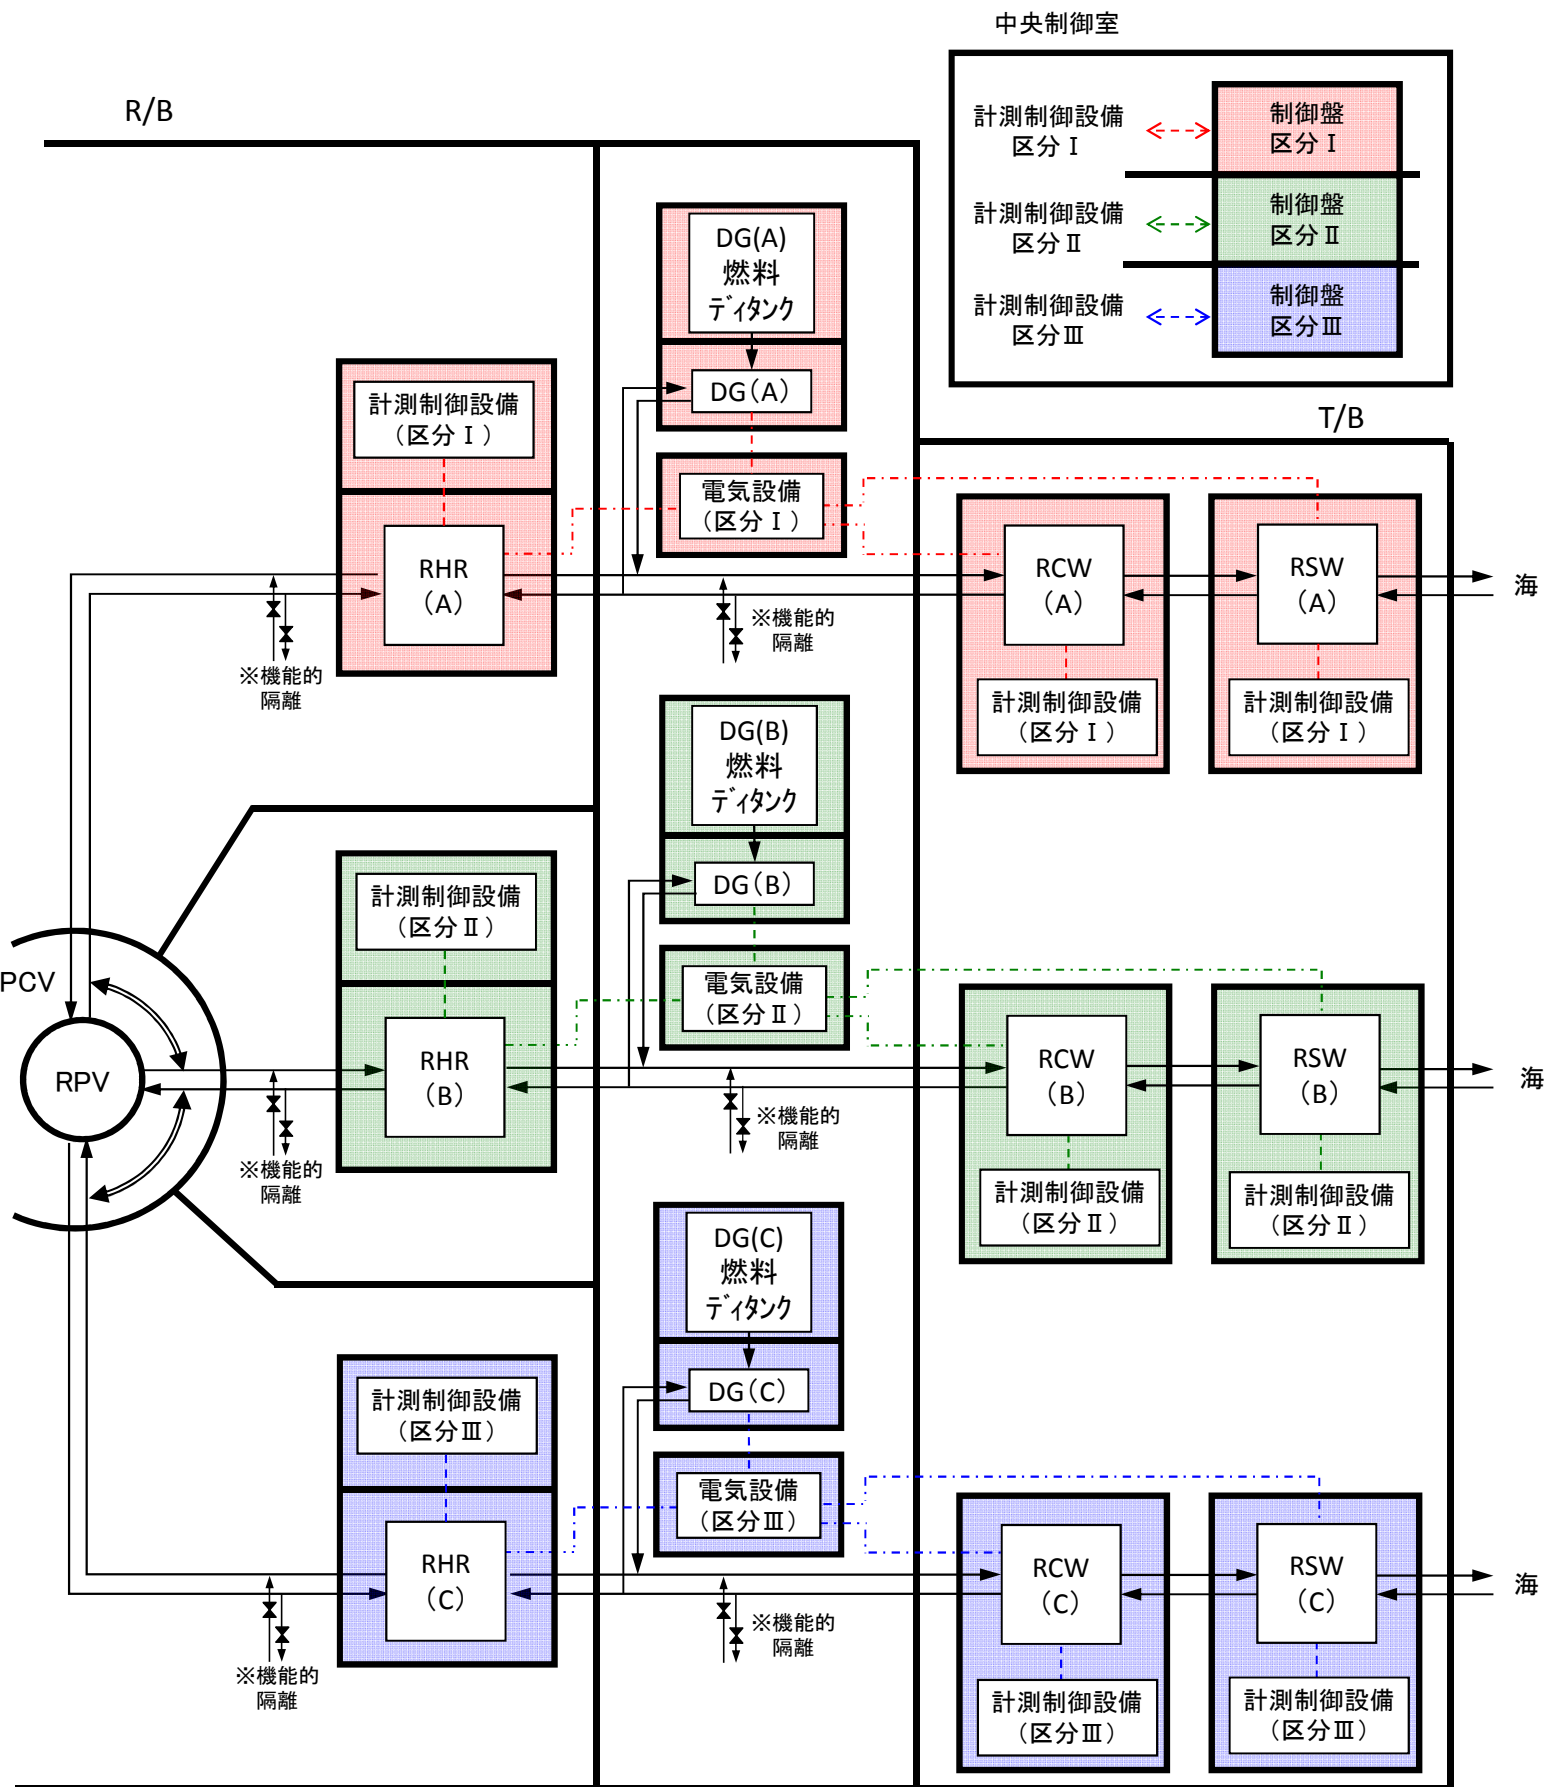 中央制御室
R/B
計測制御設備
区分Ⅰ
制御盤
区分Ⅰ
計測制御設備
区分Ⅱ
制御盤
区分Ⅱ
計測制御設備
区分Ⅲ
制御盤
区分Ⅲ
T/B
DG(A)
燃料
ディタンク
DG(A)
計測制御設備
(区分Ⅰ)
電気設備
(区分Ⅰ)
RHR
(A)
RCW
(A)
RSW
(A)
海
※機能的
隔離
※機能的
隔離
計測制御設備
(区分Ⅰ)
計測制御設備
(区分Ⅰ)
DG(B)
燃料
ディタンク
DG(B)
計測制御設備
(区分Ⅱ)
電気設備
(区分Ⅱ)
PCV
RPV
RHR
(B)
RCW
(B)
RSW
(B)
海
※機能的
隔離
※機能的
隔離
計測制御設備
(区分Ⅱ)
計測制御設備
(区分Ⅱ)
DG(C)
燃料
ディタンク
DG(C)
計測制御設備
(区分Ⅲ)
電気設備
(区分Ⅲ)
RHR
(C)
RCW
(C)
RSW
(C)
海
※機能的
隔離
※機能的
隔離
計測制御設備
(区分Ⅲ)
計測制御設備
(区分Ⅲ)